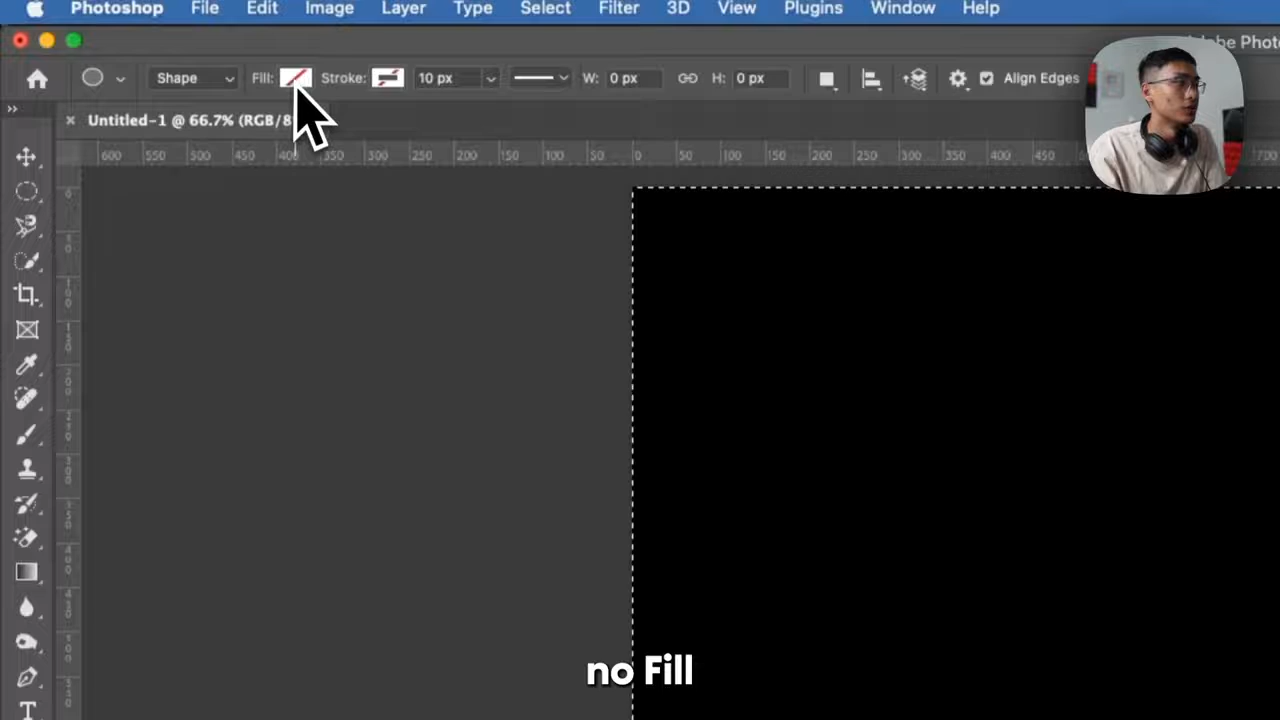 Photoshop File Edit Image Layer Type Select Filter 3D View Plugins Window Help
Shape Fill: Stroke: 10 px W: 0 px H: 0 px Align Edges
Untitled-1 @ 66.7% (RGB/8
600 550 500 450 400 350 300 250 200 150 100 50 0 50 100 150 200 250 300 350 400 450 700
no Fill